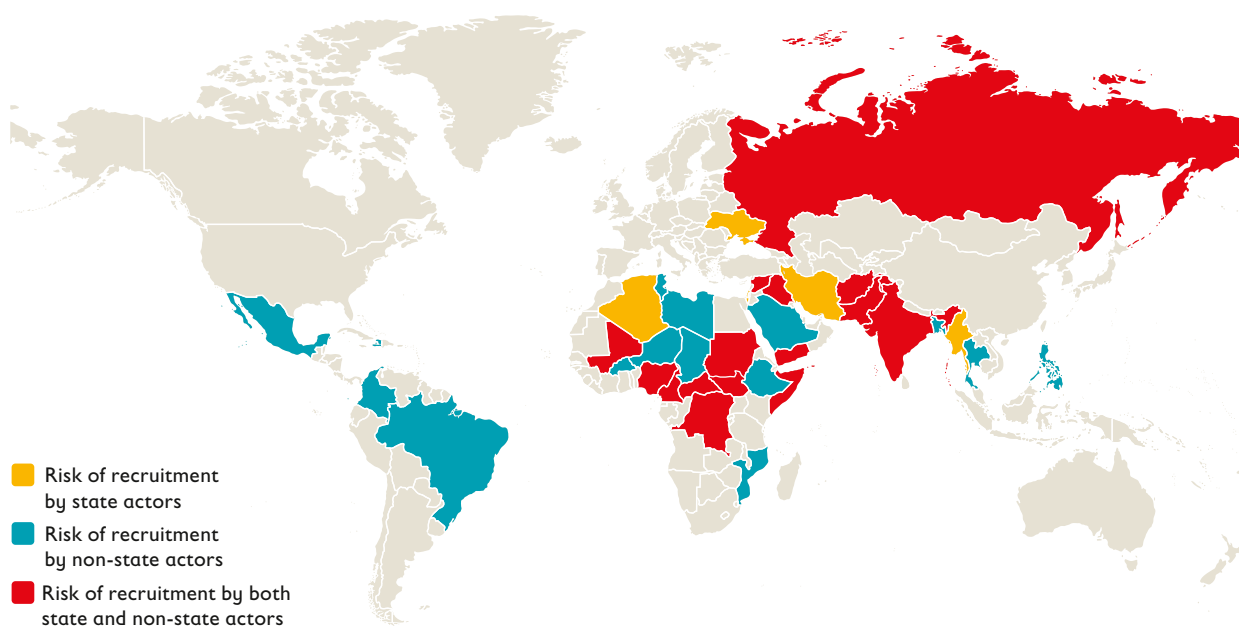 Risk of recruitment
by state actors
Risk of recruitment
by non-state actors
Risk of recruitment by both
state and non-state actors